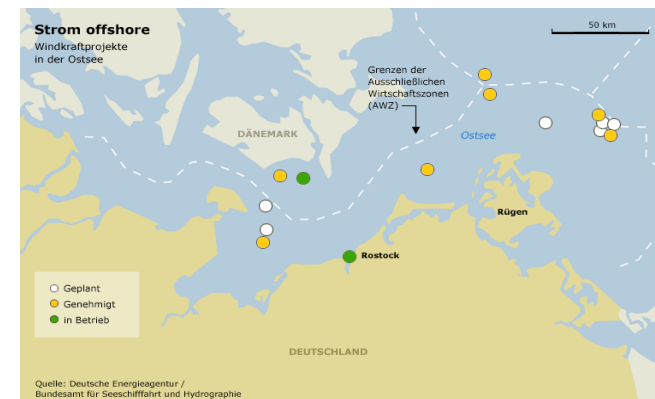 Strom offshore
Windkraftprojekte
in der Ostsee
50 km
Grenzen der
Ausschließlichen
Wirtschaftszonen
(AWZ)
DÄNEMARK
Ostsee
Rügen
Rostock
Geplant
Genehmigt
in Betrieb
DEUTSCHLAND
Quelle: Deutsche Energieagentur /
Bundesamt für Seeschifffahrt und Hydrographie